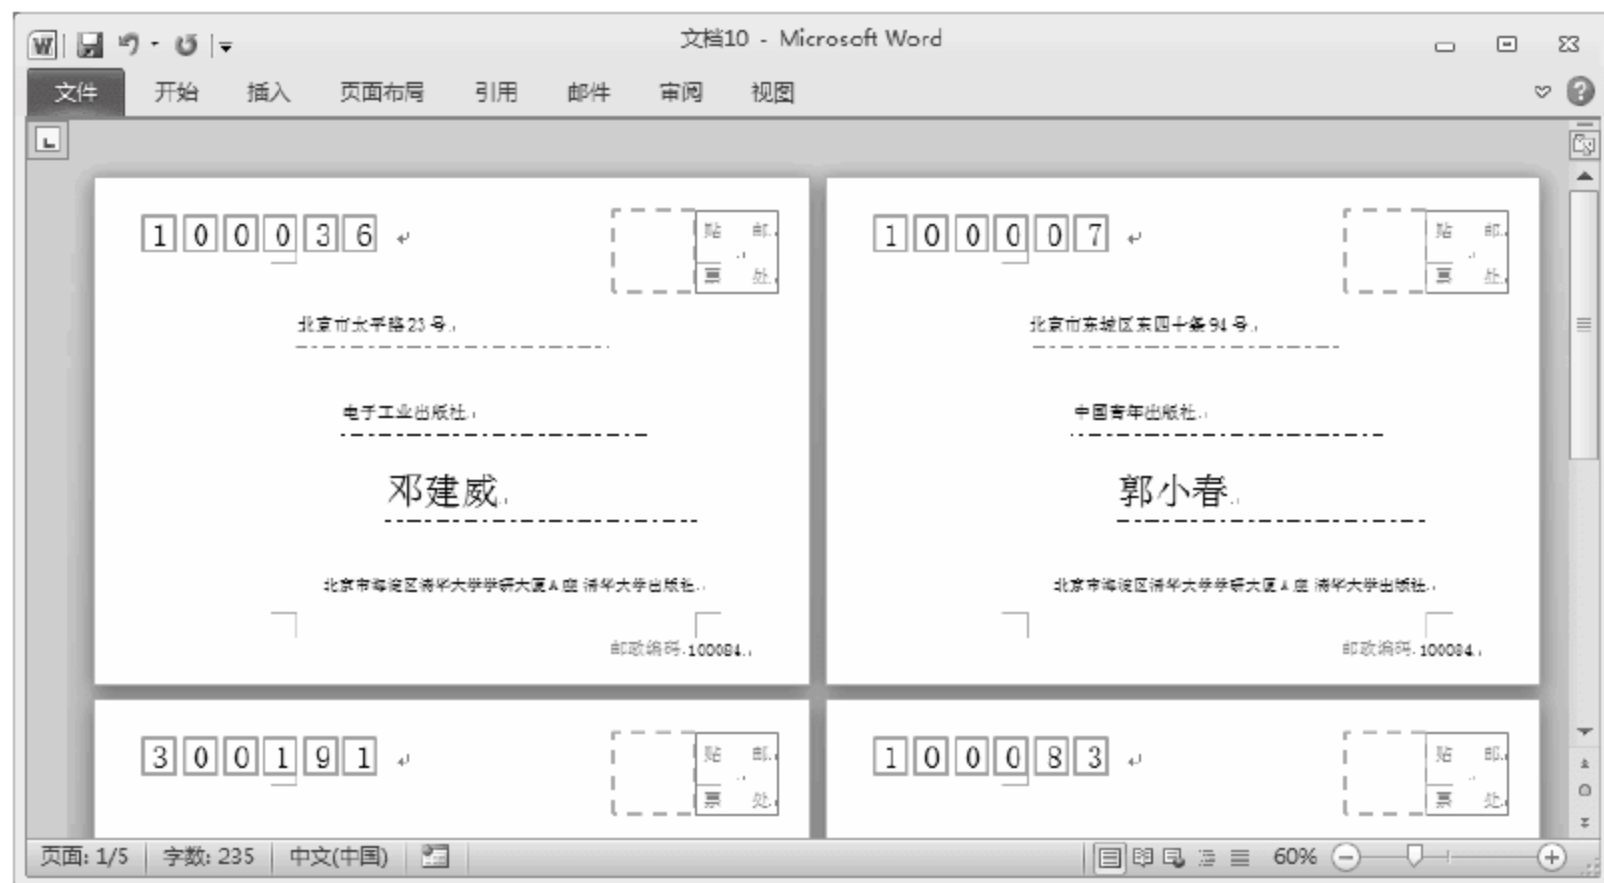 文档10 - Microsoft Word
文件 开始 插入 页面布局 引用 邮件 审阅 视图
100036
贴 邮
票 处
北京市太平路23号
电子工业出版社
邓建威
北京市海淀区清华大学学研大厦A座 清华大学出版社
邮政编码 100084
100007
贴 邮
票 处
北京市东城区东四十条94号
中国青年出版社
郭小春
北京市海淀区清华大学学研大厦A座 清华大学出版社
邮政编码 100084
300191
贴 邮
票 处
100083
贴 邮
票 处
页面: 1/5 字数: 235 中文(中国) 60%